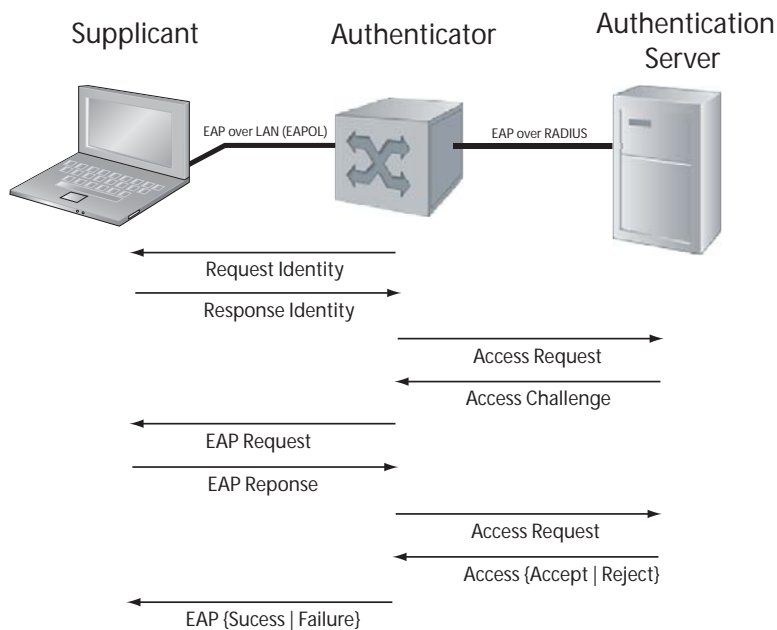 Supplicant
Authenticator
Authentication
Server
EAP over LAN (EAPOL)
EAP over RADIUS
Request Identity
Response Identity
Access Request
Access Challenge
EAP Request
EAP Reponse
Access Request
Access {Accept | Reject}
EAP {Sucess | Failure}